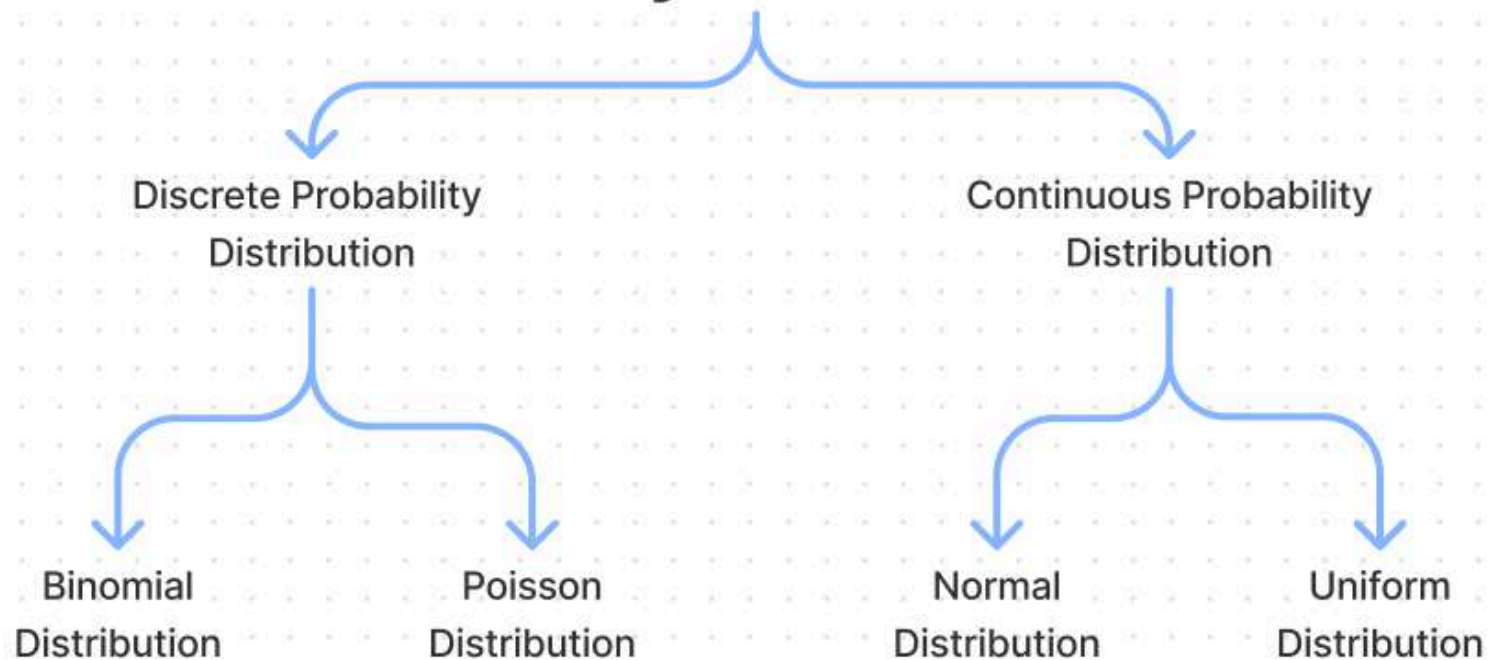 Discrete Probability
Distribution
Continuous Probability
Distribution
Binomial
Distribution
Poisson
Distribution
Normal
Distribution
Uniform
Distribution